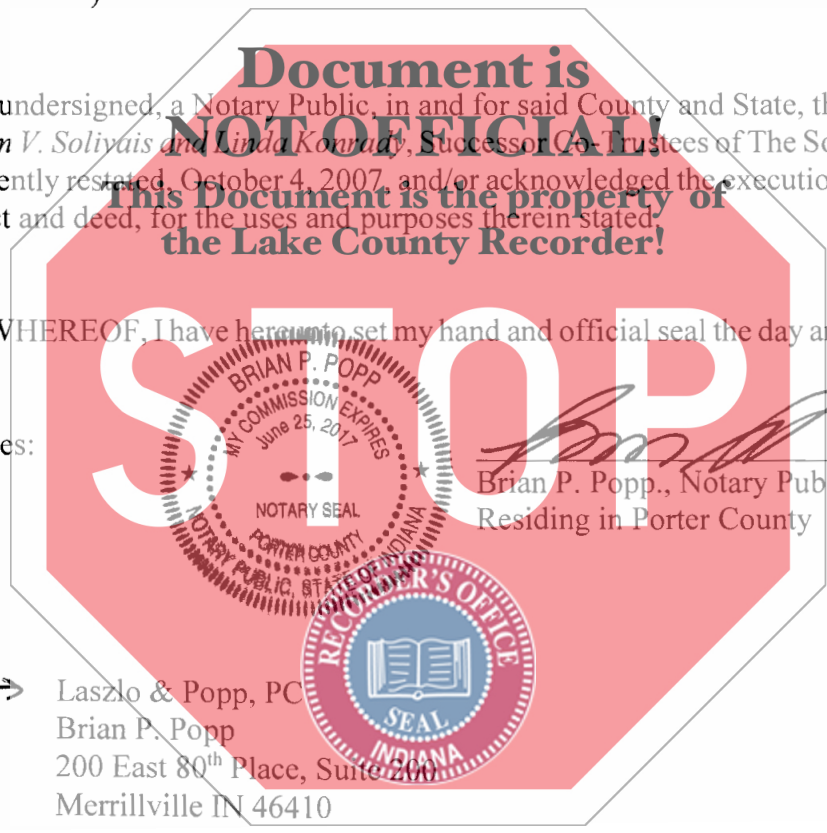 Document is
undersigned, a Notary Public, in and for said County and State, th
NOT OFFICIAL!
n V. Solivais and Linda Konrady, Successor Co-Trustees of The So
ently restated, October 4, 2007, and/or acknowledged the executio
This Document is the property of
t and deed, for the uses and purposes therein stated.
the Lake County Recorder!
WHEREOF, I have hereunto set my hand and official seal the day a
STOP
BRIAN P. POPP
MY COMMISSION EXPIRES
June 25, 2017
NOTARY SEAL
PORTER COUNTY
NOTARY PUBLIC, STATE OF INDIANA
es:
Brian P. Popp., Notary Pub
Residing in Porter County
RECORDER'S OFFICE
SEAL
INDIANA
Laszlo & Popp, PC
Brian P. Popp
200 East 80th Place, Suite 200
Merrillville IN 46410